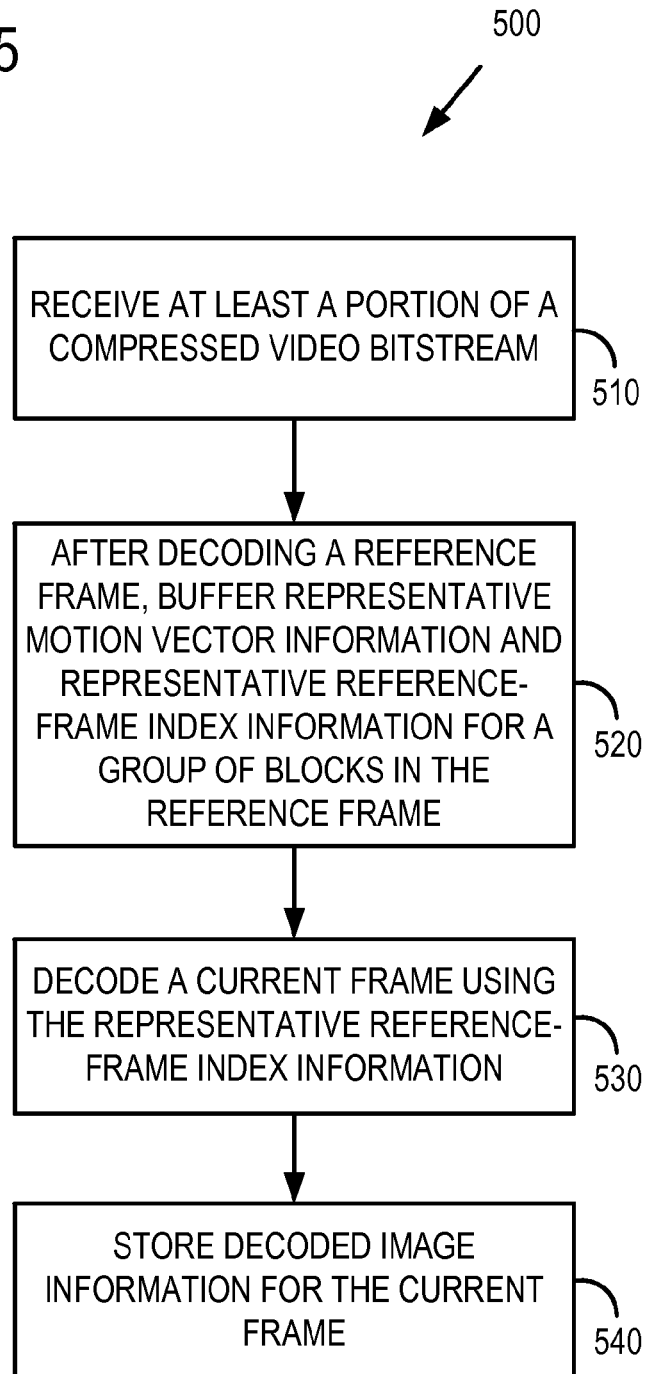 5
500
RECEIVE AT LEAST A PORTION OF A
COMPRESSED VIDEO BITSTREAM
510
AFTER DECODING A REFERENCE
FRAME, BUFFER REPRESENTATIVE
MOTION VECTOR INFORMATION AND
REPRESENTATIVE REFERENCE-
FRAME INDEX INFORMATION FOR A
GROUP OF BLOCKS IN THE
REFERENCE FRAME
520
DECODE A CURRENT FRAME USING
THE REPRESENTATIVE REFERENCE-
FRAME INDEX INFORMATION
530
STORE DECODED IMAGE
INFORMATION FOR THE CURRENT
FRAME
540